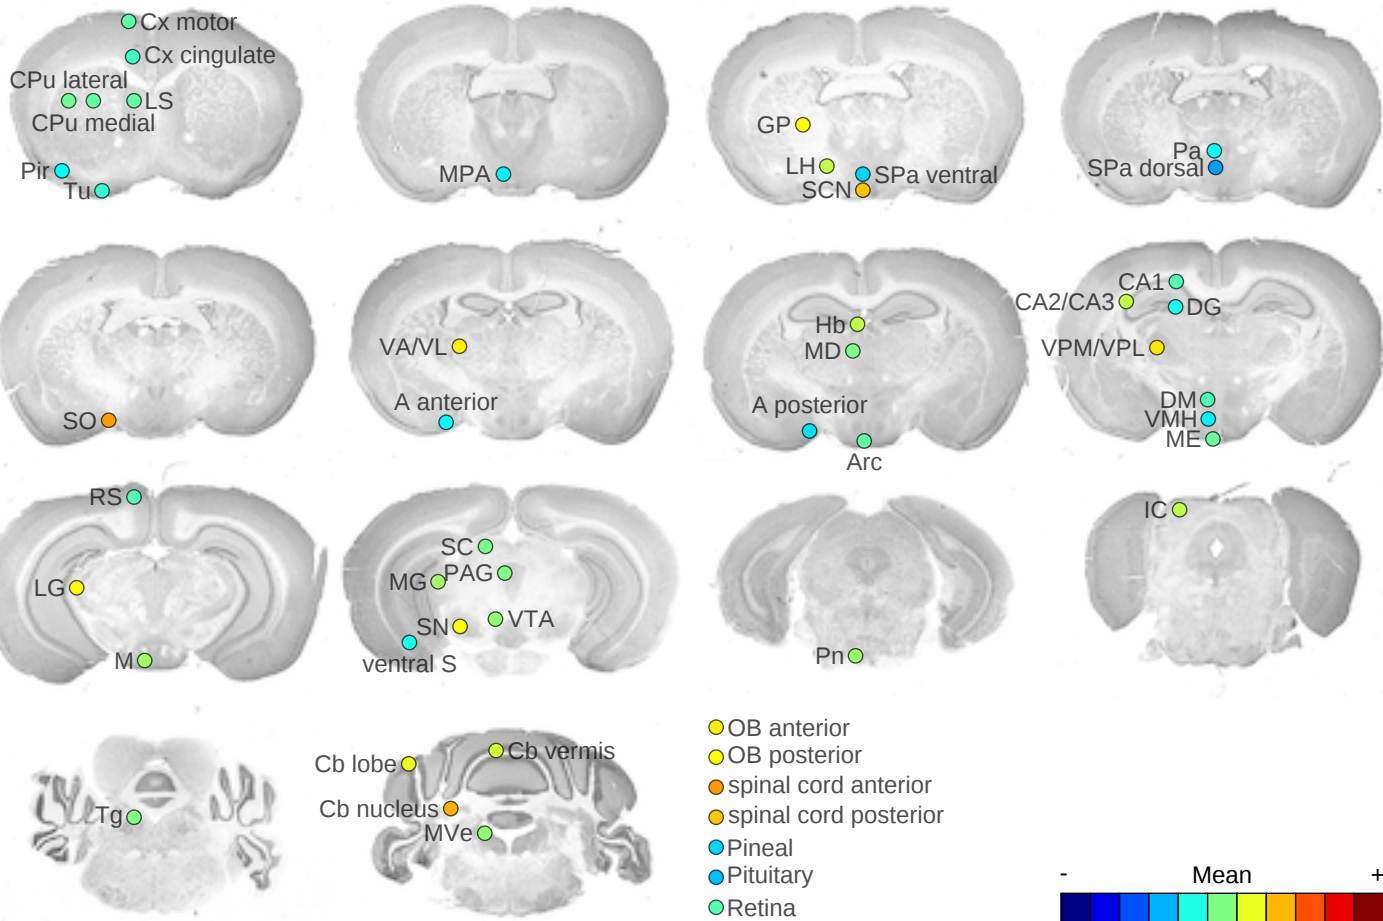 Cx motor
Cx cingulate
CPu lateral
LS
CPu medial
Pir
Tu
MPA
GP
LH
SPa ventral
SCN
Pa
SPa dorsal
SO
VA/VL
A anterior
Hb
MD
A posterior
Arc
CA1
CA2/CA3
DG
VPM/VPL
DM
VMH
ME
RS
LG
M
SC
PAG
MG
VTA
SN
ventral S
Pn
IC
Tg
Cb vermis
Cb lobe
Cb nucleus
MVe
OB anterior
OB posterior
spinal cord anterior
spinal cord posterior
Pineal
Pituitary
Retina
- Mean +